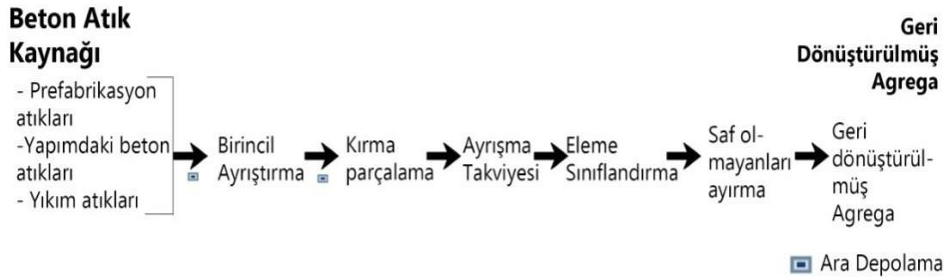 Beton Atık
Kaynağı
- Prefabrikasyon
atıkları
-Yapımdaki beton
atıkları
- Yıkım atıkları
Birincil
Ayrıştırma
Kırma
parçalama
Ayrışma
Takviyesi
Eleme
Sınıflandırma
Saf ol-
mayanları
ayırma
Geri
Dönüştürülmüş
Agrega
Geri
dönüştürül-
müş
Agrega
Ara Depolama